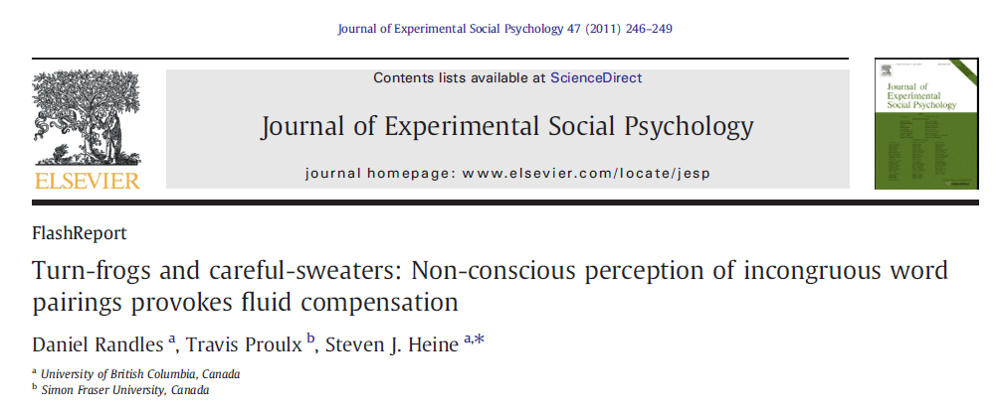 Journal of Experimental Social Psychology 47 (2011) 246–249
Contents lists available at ScienceDirect
Journal of Experimental Social Psychology
journal homepage: www.elsevier.com/locate/jesp
ELSEVIER
Journal of
Experimental
Social Psychology
FlashReport
Turn-frogs and careful-sweaters: Non-conscious perception of incongruous word
pairings provokes fluid compensation
Daniel Randles a, Travis Proulx b, Steven J. Heine a,*
a University of British Columbia, Canada
b Simon Fraser University, Canada